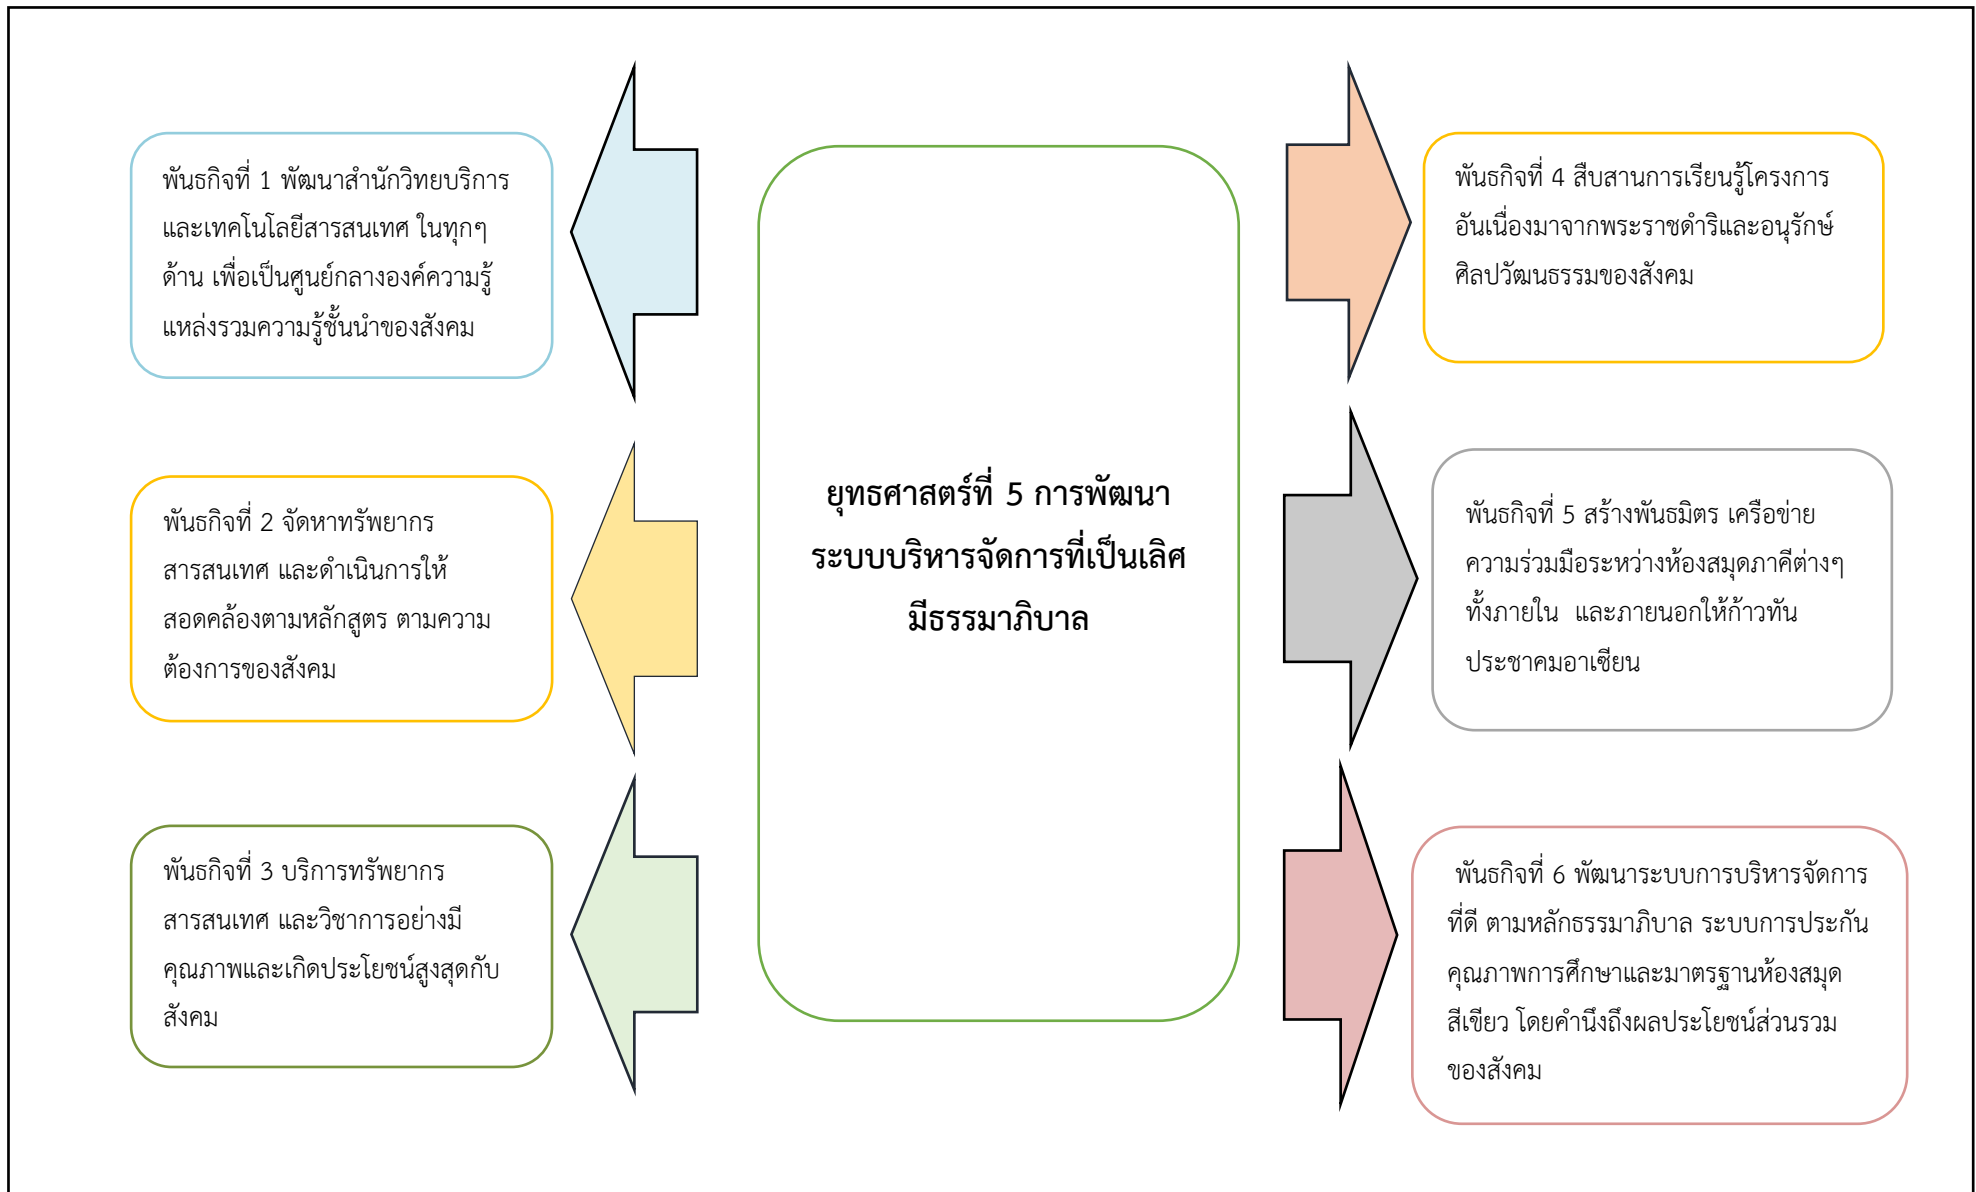 พันธกิจที่ 1 พัฒนาสำนักวิทยบริการ
และเทคโนโลยีสารสนเทศ ในทุกๆ
ด้าน เพื่อเป็นศูนย์กลางองค์ความรู้
แหล่งรวมความรู้ชั้นนำของสังคม
พันธกิจที่ 2 จัดหาทรัพยากร
สารสนเทศ และดำเนินการให้
สอดคล้องตามหลักสูตร ตามความ
ต้องการของสังคม
พันธกิจที่ 3 บริการทรัพยากร
สารสนเทศ และวิชาการอย่างมี
คุณภาพและเกิดประโยชน์สูงสุดกับ
สังคม
ยุทธศาสตร์ที่ 5 การพัฒนา
ระบบบริหารจัดการที่เป็นเลิศ
มีธรรมาภิบาล
พันธกิจที่ 4 สืบสานการเรียนรู้โครงการ
อันเนื่องมาจากพระราชดำริและอนุรักษ์
ศิลปวัฒนธรรมของสังคม
พันธกิจที่ 5 สร้างพันธมิตร เครือข่าย
ความร่วมมือระหว่างห้องสมุดภาคีต่างๆ
ทั้งภายใน และภายนอกให้ก้าวทัน
ประชาคมอาเซียน
พันธกิจที่ 6 พัฒนาระบบการบริหารจัดการ
ที่ดี ตามหลักธรรมาภิบาล ระบบการประกัน
คุณภาพการศึกษาและมาตรฐานห้องสมุด
สีเขียว โดยคำนึงถึงผลประโยชน์ส่วนรวม
ของสังคม